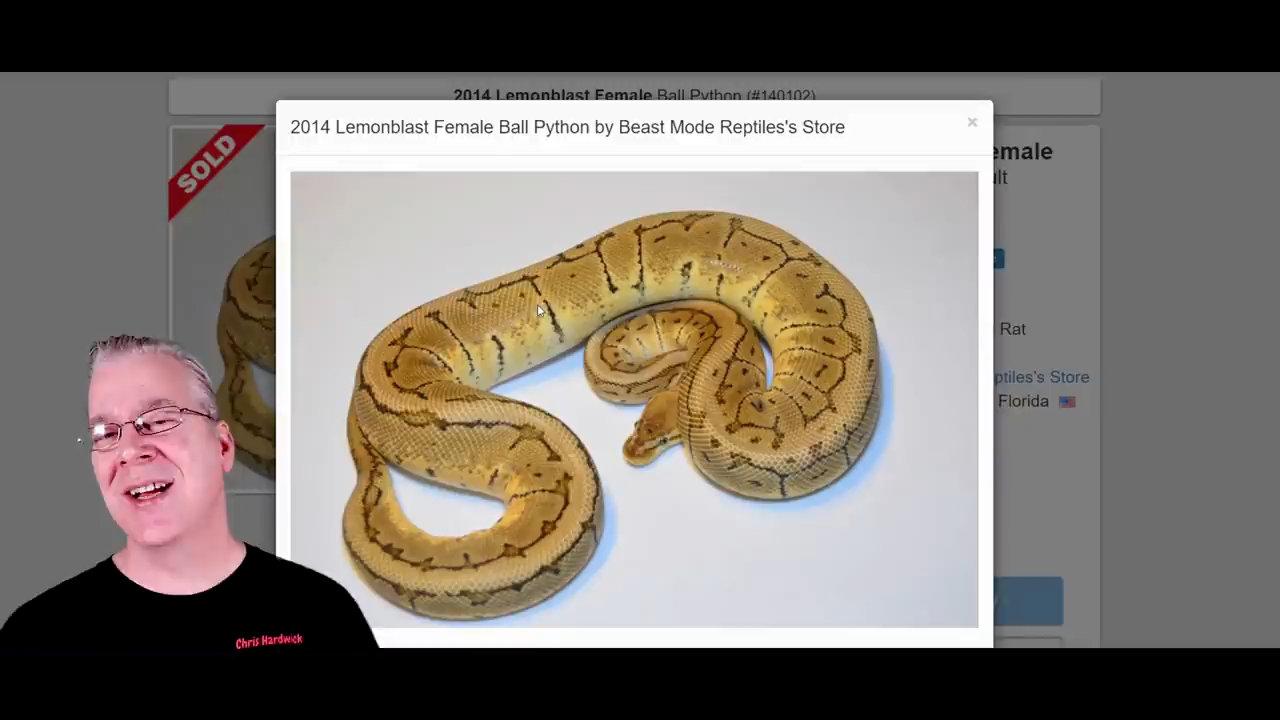 2014 Lemonblast Female Ball Python (#140102)
2014 Lemonblast Female Ball Python by Beast Mode Reptiles's Store
×
SOLD
emale
ult
Rat
ptiles's Store
Florida
Chris Hardwick